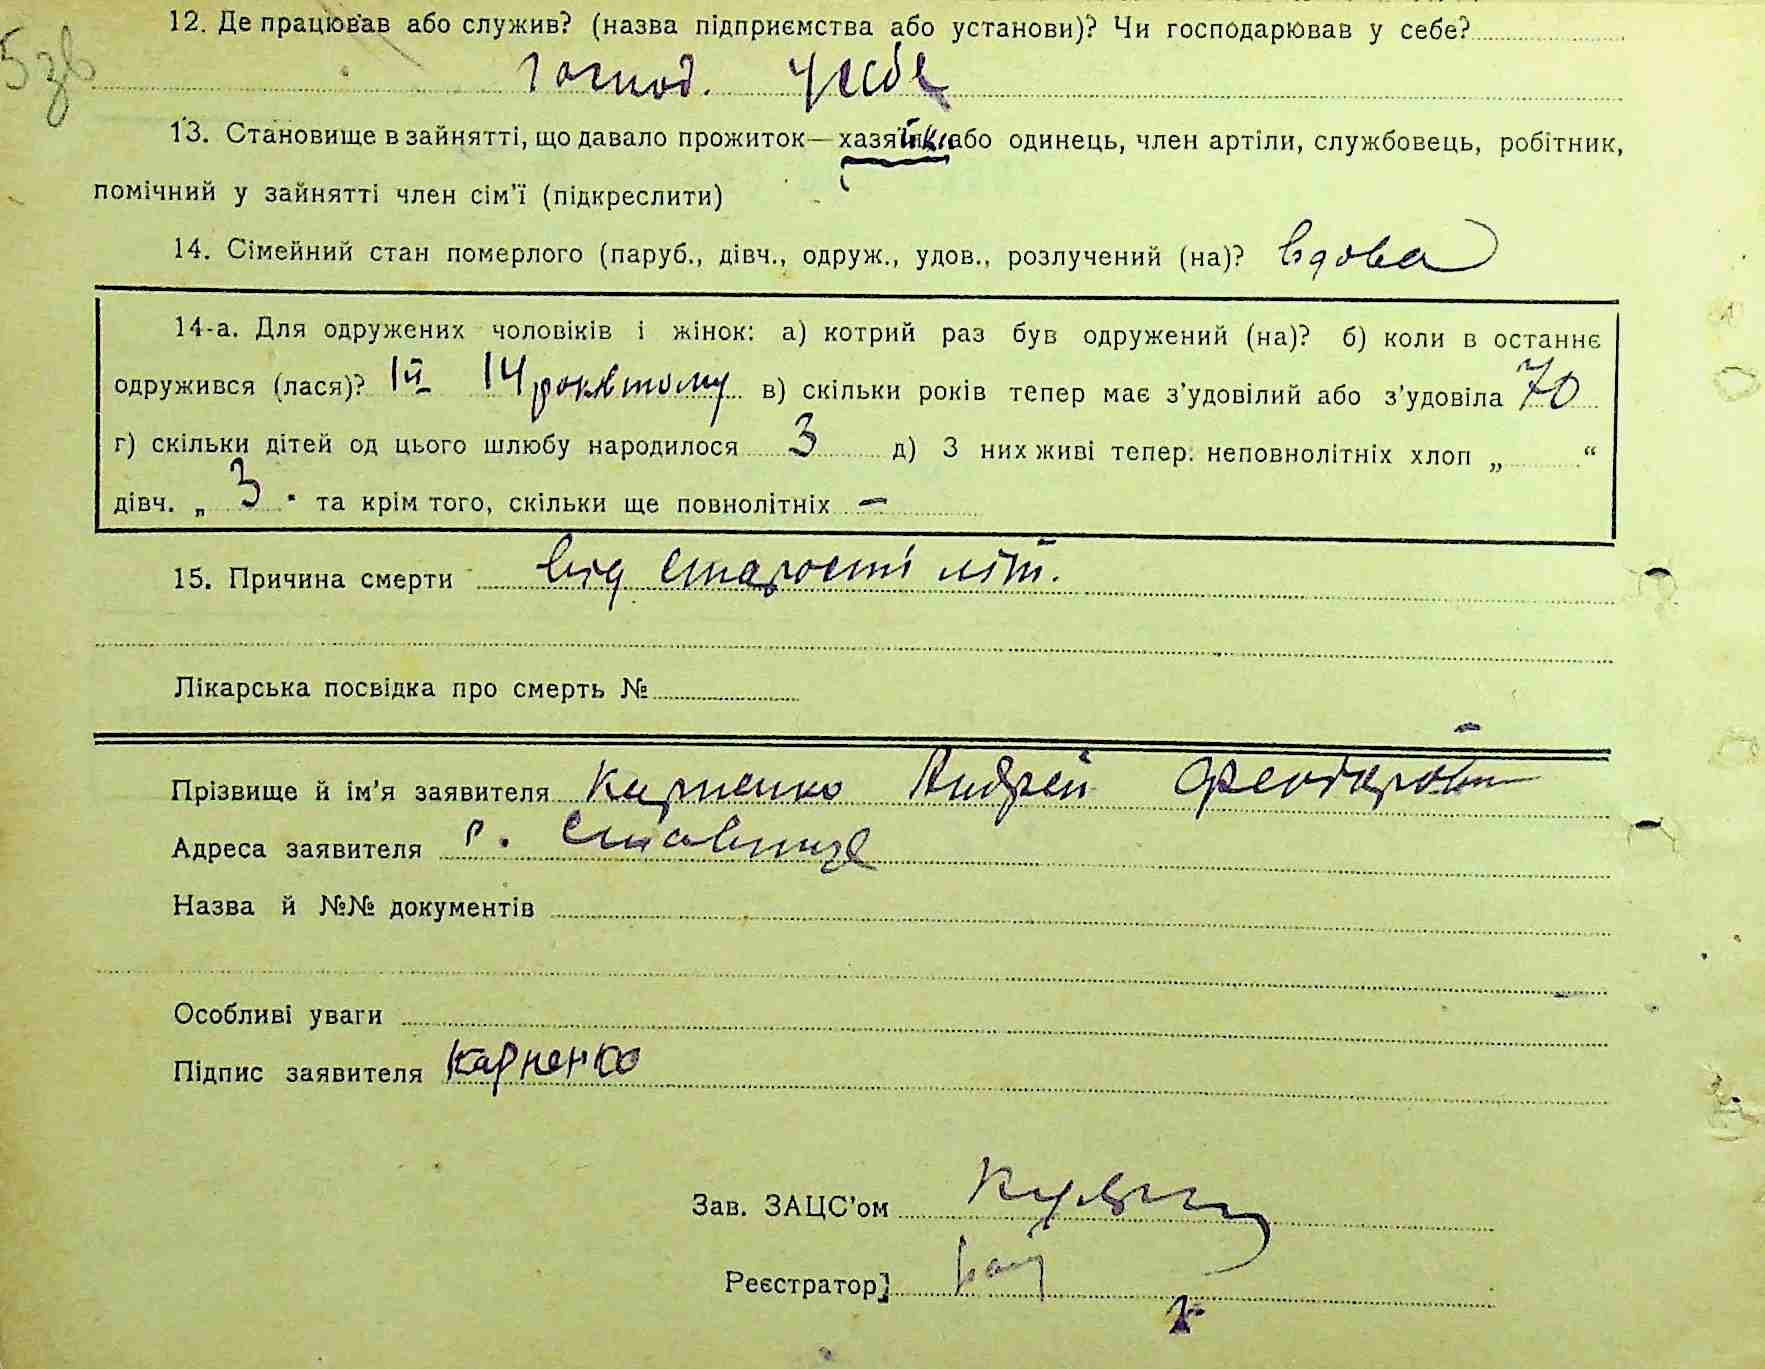 5зв
12. Де працював або служив? (назва підприємства або установи)? Чи господарював у себе?
Господ. у себе
13. Становище в зайнятті, що давало прожиток—хазяйка або одинець, член артіли, службовець, робітник,
помічний у зайнятті член сім'ї (підкреслити)
14. Сімейний стан померлого (паруб., дівч., одруж., удов., розлучений (на)? вдова
14-а. Для одружених чоловіків і жінок: а) котрий раз був одружений (на)? б) коли в останнє
одружився (лася)? 1й 14 років тому в) скільки років тепер має з'удовілий або з'удовіла 70
г) скільки дітей од цього шлюбу народилося 3 д) З них живі тепер: неповнолітніх хлоп „ “
дівч. „ 3 " та крім того, скільки ще повнолітніх —
15. Причина смерти від старости літ.
Лікарська посвідка про смерть №
Прізвище й ім'я заявителя Карпенко Андрей Феодарови
Адреса заявителя с. Ставище
Назва й №№ документів
Особливі уваги
Підпис заявителя Карпенко
Зав. ЗАЦС'ом
Реєстратор